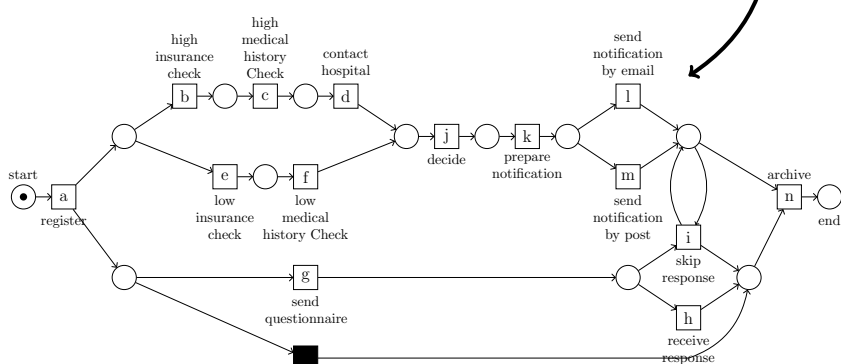 high
insurance
check
high
medical
history
Check
contact
hospital
send
notification
by email
b
c
d
l
j
k
decide
prepare
notification
start
a
register
e
f
low
insurance
check
low
medical
history Check
m
send
notification
by post
archive
n
end
i
skip
response
g
send
questionnaire
h
receive
response